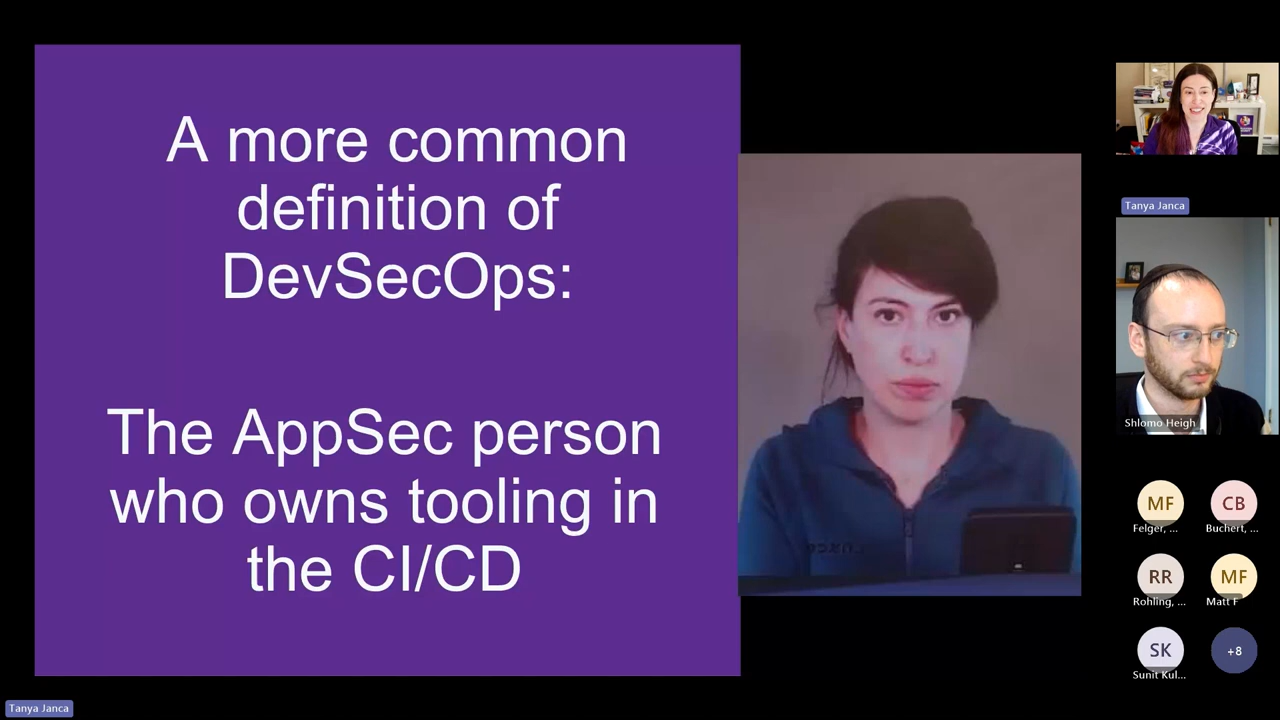 A more common
definition of
DevSecOps:
The AppSec person
who owns tooling in
the CI/CD
Tanya Janca
Shlomo Heigh
MF
Felger, ...
CB
Buchert, ...
RR
Rohling, ...
MF
Matt F
SK
Sunit Kul...
+8
Tanya Janca